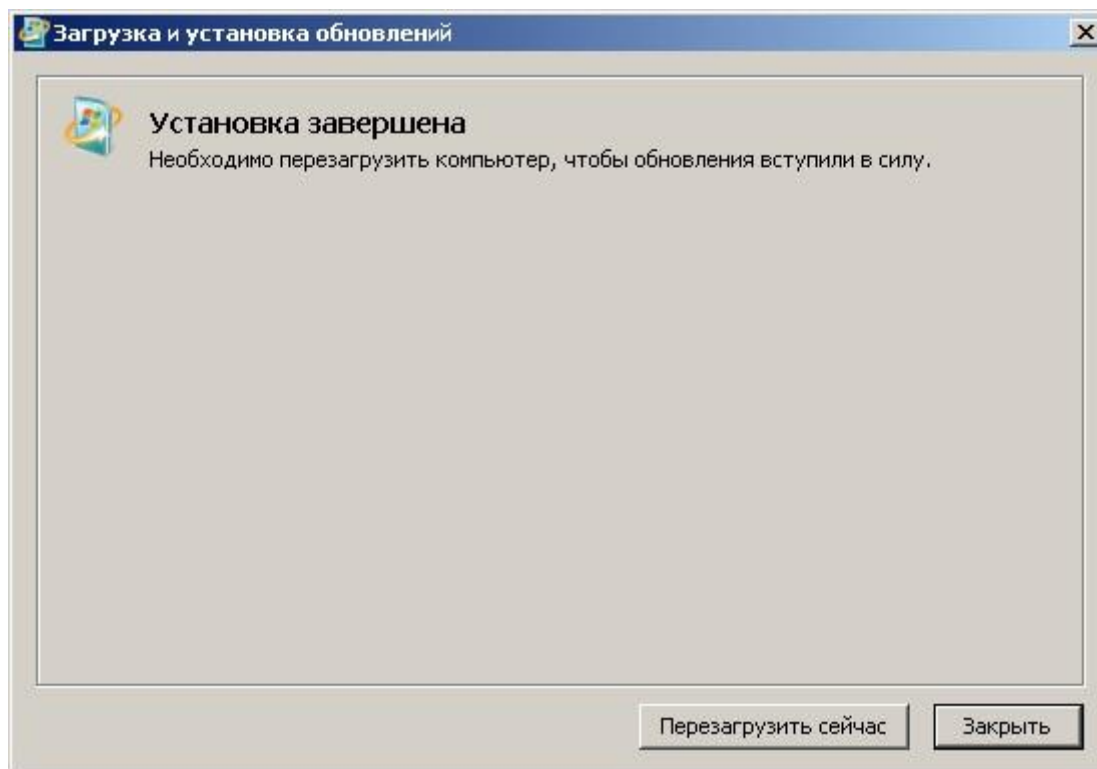 Загрузка и установка обновлений
Установка завершена
Необходимо перезагрузить компьютер, чтобы обновления вступили в силу.
Перезагрузить сейчас
Закрыть